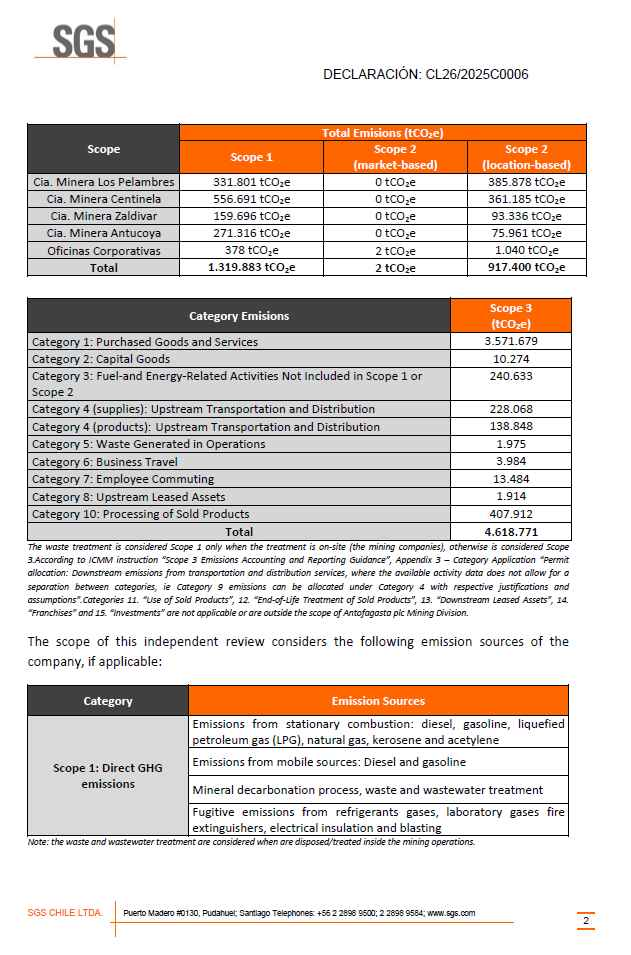 SGS
DECLARACIÓN: CL26/2025C0006
Scope
Total Emisions (tCO₂e)
Scope 1
Scope 2
(market-based)
Scope 2
(location-based)
Cia. Minera Los Pelambres 331.801 tCO₂e 0 tCO₂e 385.878 tCO₂e
Cia. Minera Centinela 556.691 tCO₂e 0 tCO₂e 361.185 tCO₂e
Cia. Minera Zaldivar 159.696 tCO₂e 0 tCO₂e 93.336 tCO₂e
Cia. Minera Antucoya 271.316 tCO₂e 0 tCO₂e 75.961 tCO₂e
Oficinas Corporativas 378 tCO₂e 2 tCO₂e 1.040 tCO₂e
Total 1.319.883 tCO₂e 2 tCO₂e 917.400 tCO₂e
Category Emisions
Scope 3
(tCO₂e)
Category 1: Purchased Goods and Services 3.571.679
Category 2: Capital Goods 10.274
Category 3: Fuel-and Energy-Related Activities Not Included in Scope 1 or 240.633
Scope 2
Category 4 (supplies): Upstream Transportation and Distribution 228.068
Category 4 (products): Upstream Transportation and Distribution 138.848
Category 5: Waste Generated in Operations 1.975
Category 6: Business Travel 3.984
Category 7: Employee Commuting 13.484
Category 8: Upstream Leased Assets 1.914
Category 10: Processing of Sold Products 407.912
Total 4.618.771
The waste treatment is considered Scope 1 only when the treatment is on-site (the mining companies), otherwise is considered Scope
3.According to ICMM instruction "Scope 3 Emissions Accounting and Reporting Guidance", Appendix 3 – Category Application "Permit
allocation: Downstream emissions from transportation and distribution services, where the available activity data does not allow for a
separation between categories, ie Category 9 emissions can be allocated under Category 4 with respective justifications and
assumptions".Categories 11. "Use of Sold Products", 12. "End-of-Life Treatment of Sold Products", 13. "Downstream Leased Assets", 14.
"Franchises" and 15. "Investments" are not applicable or are outside the scope of Antofagasta plc Mining Division.
The scope of this independent review considers the following emission sources of the
company, if applicable:
Category Emission Sources
Scope 1: Direct GHG
emissions
Emissions from stationary combustion: diesel, gasoline, liquefied
petroleum gas (LPG), natural gas, kerosene and acetylene
Emissions from mobile sources: Diesel and gasoline
Mineral decarbonation process, waste and wastewater treatment
Fugitive emissions from refrigerants gases, laboratory gases fire
extinguishers, electrical insulation and blasting
Note: the waste and wastewater treatment are considered when are disposed/treated inside the mining operations.
SGS CHILE LTDA. Puerto Madero #0130, Pudahuel; Santiago Telephones: +56 2 2898 9500; 2 2898 9584; www.sgs.com
2